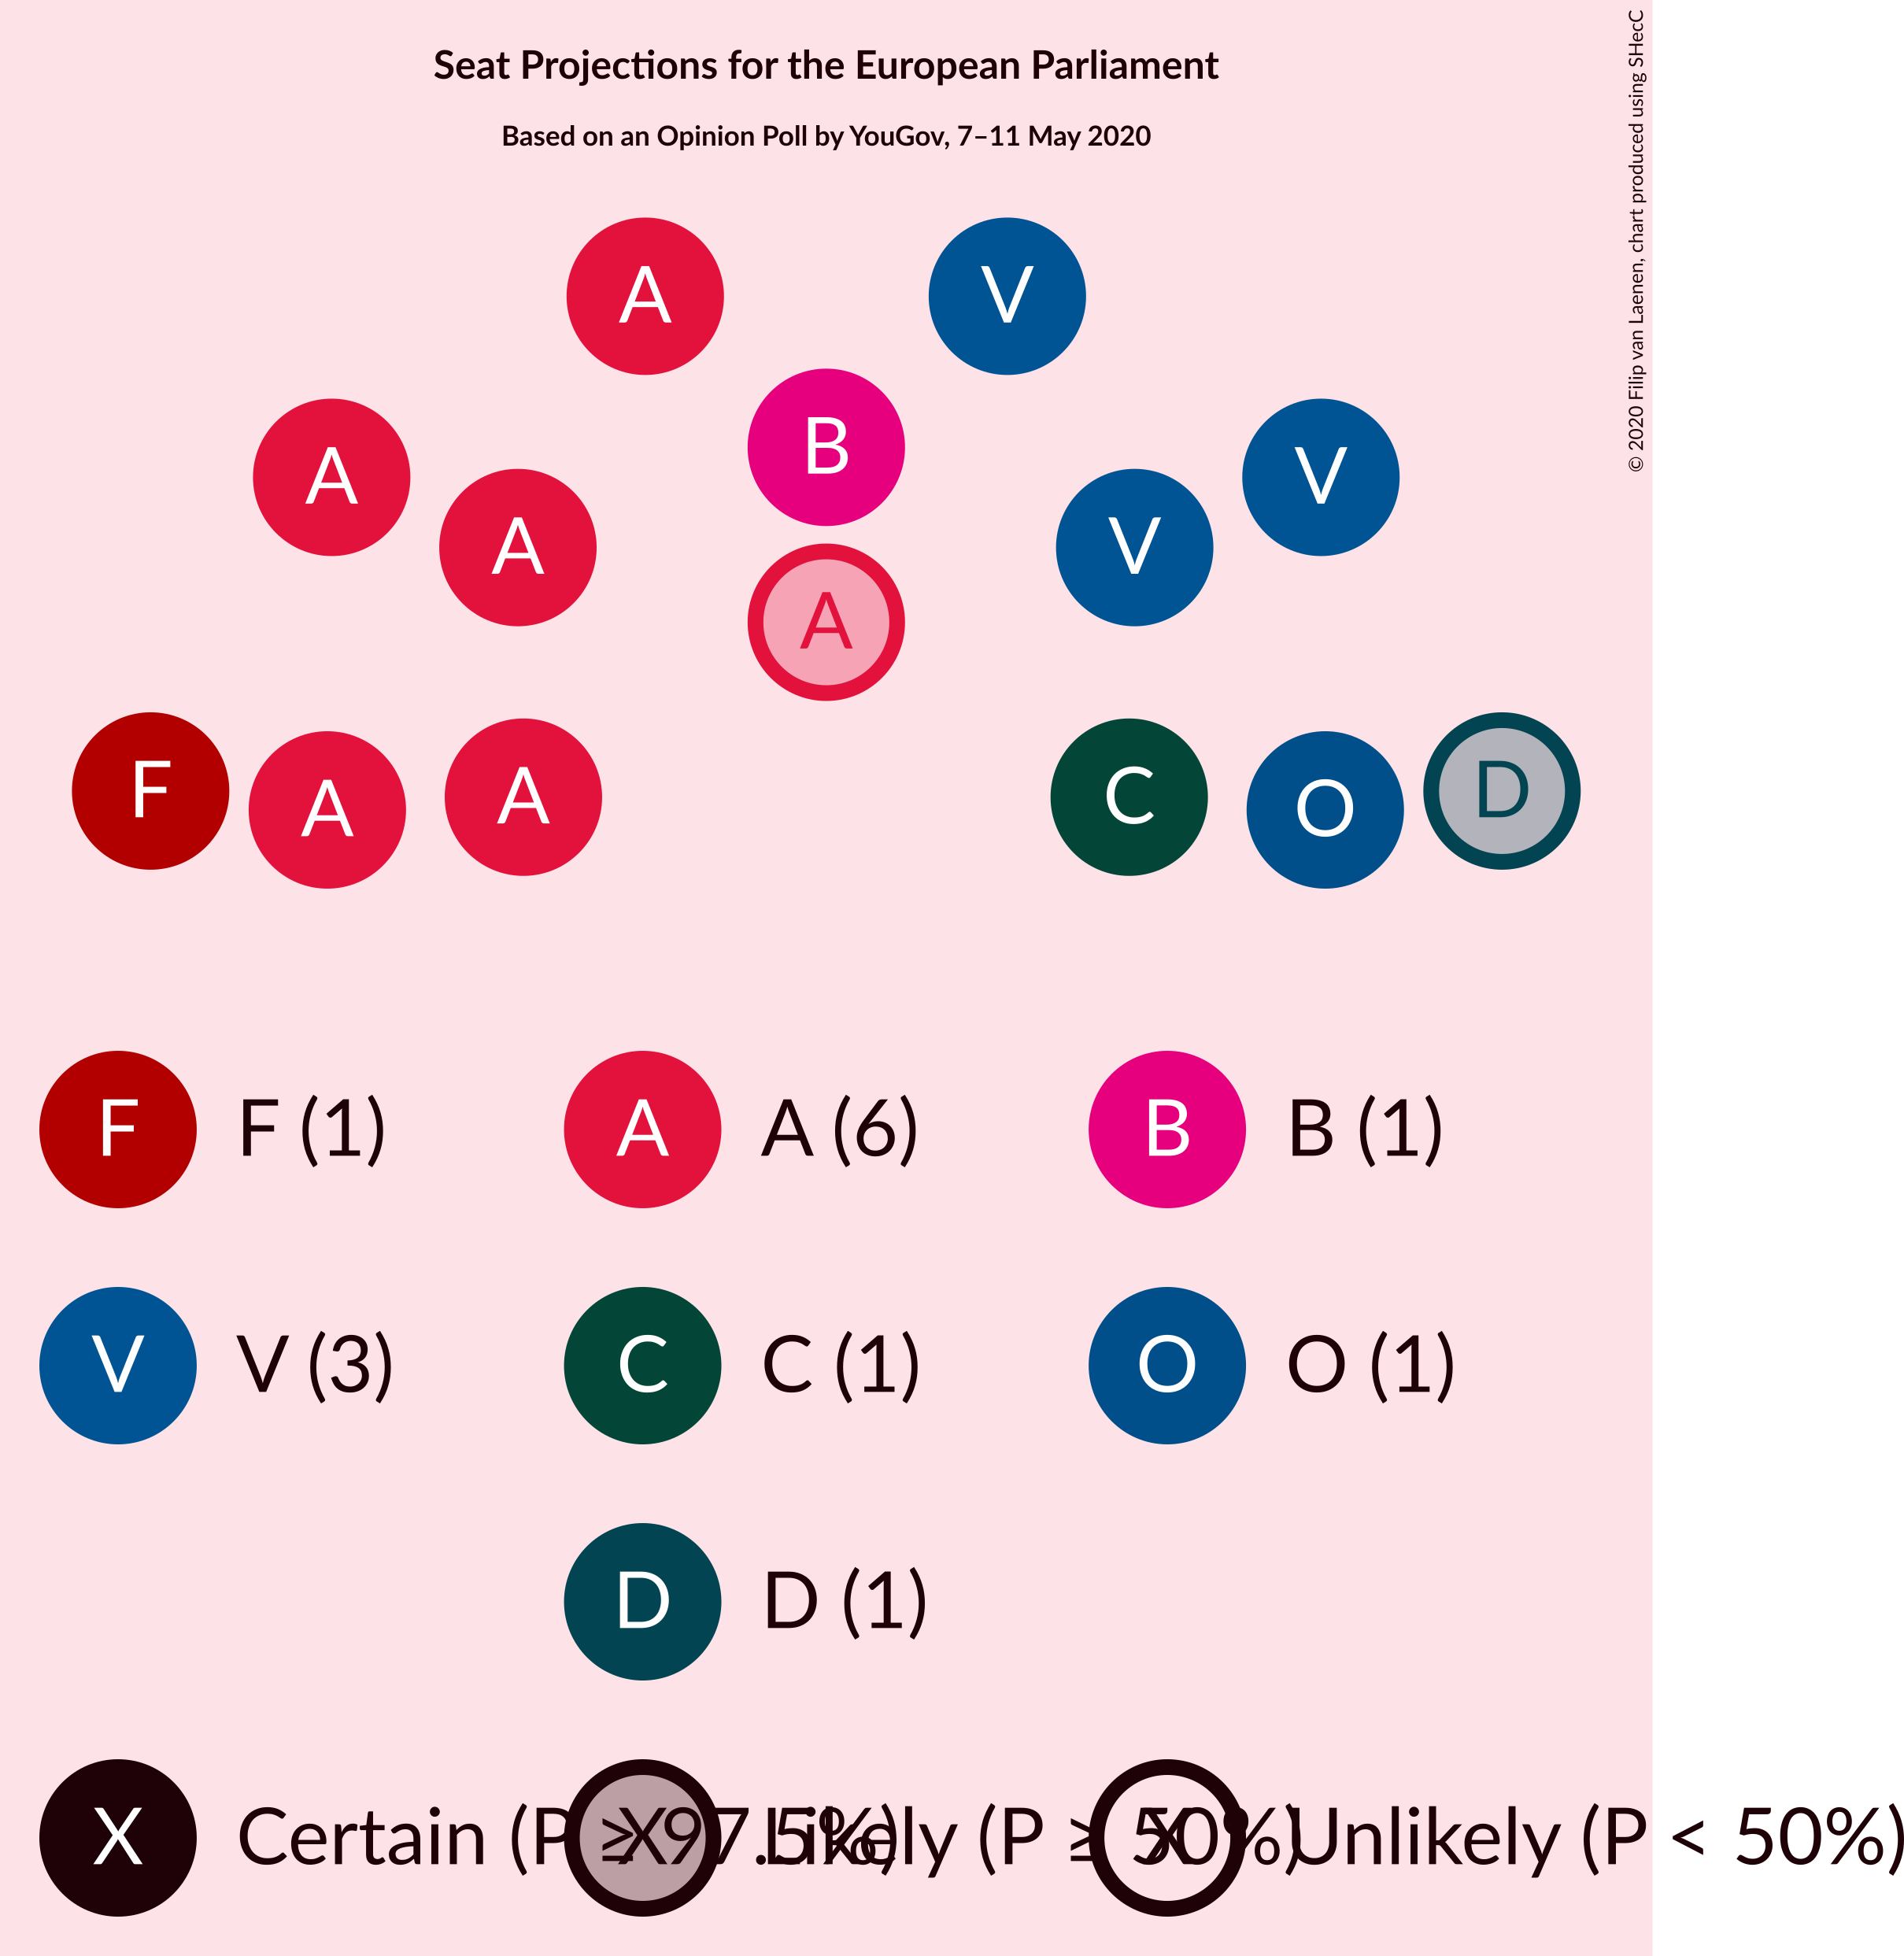 Seat Projections for the European Parliament
Based on an Opinion Poll by YouGov, 7–11 May 2020
© 2020 Filip van Laenen, chart produced using SHecC
A V
B
A V
A V
A
F D
A C
A O
F F (1) A A (6) B B (1)
V V (3) C C (1) O O (1)
D D (1)
X Certain (P ≥ 97.5%) X Likely (P ≥ 50%) X Unlikely (P < 50%)